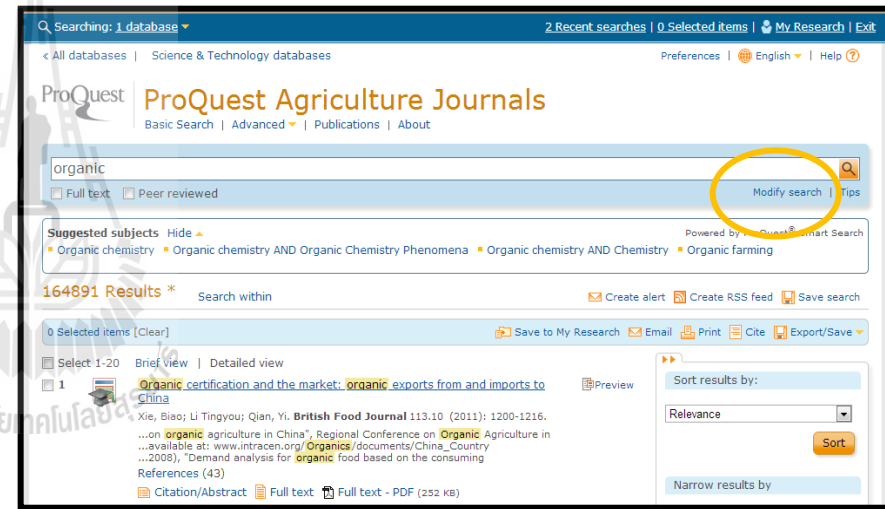 Searching: 1 database 2 Recent searches | 0 Selected items | My Research | Exit
< All databases | Science & Technology databases Preferences | English | Help ?
ProQuest ProQuest Agriculture Journals
Basic Search | Advanced | Publications | About
organic
Full text Peer reviewed Modify search | Tips
Suggested subjects Hide Powered by ProQuest® Smart Search
Organic chemistry Organic chemistry AND Organic Chemistry Phenomena Organic chemistry AND Chemistry Organic farming
164891 Results * Search within Create alert Create RSS feed Save search
0 Selected items [Clear] Save to My Research Email Print Cite Export/Save
Select 1-20 Brief view | Detailed view
1 Organic certification and the market: organic exports from and imports to Preview
China
Xie, Biao; Li Tingyou; Qian, Yi. British Food Journal 113.10 (2011): 1200-1216.
...on organic agriculture in China", Regional Conference on Organic Agriculture in
...available at: www.intracen.org/Organics/documents/China_Country
...2008), "Demand analysis for organic food based on the consuming
References (43)
Citation/Abstract Full text Full text - PDF (252 KB)
Sort results by:
Relevance
Sort
Narrow results by